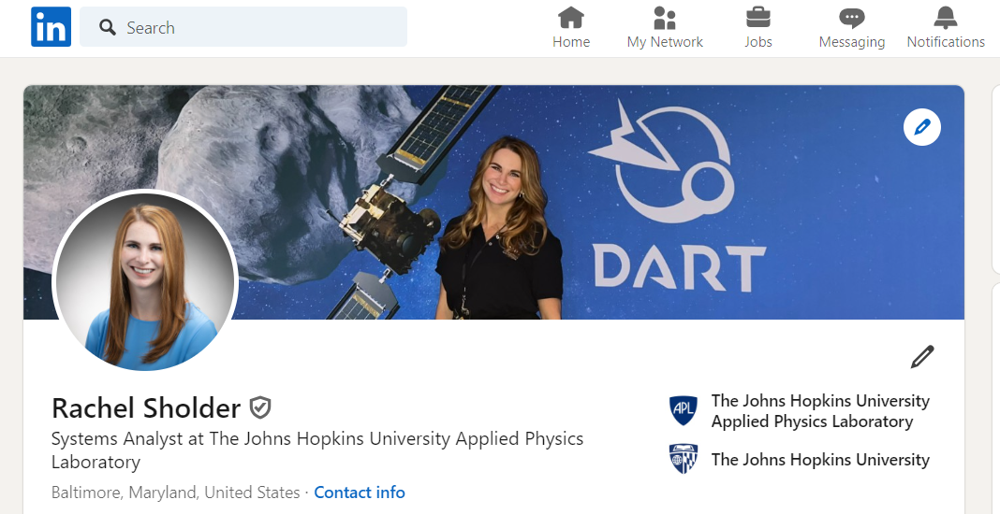 in
Search
Home
My Network
Jobs
Messaging
Notifications
DART
Rachel Sholder
Systems Analyst at The Johns Hopkins University Applied Physics
Laboratory
Baltimore, Maryland, United States · Contact info
APL
The Johns Hopkins University
Applied Physics Laboratory
The Johns Hopkins University